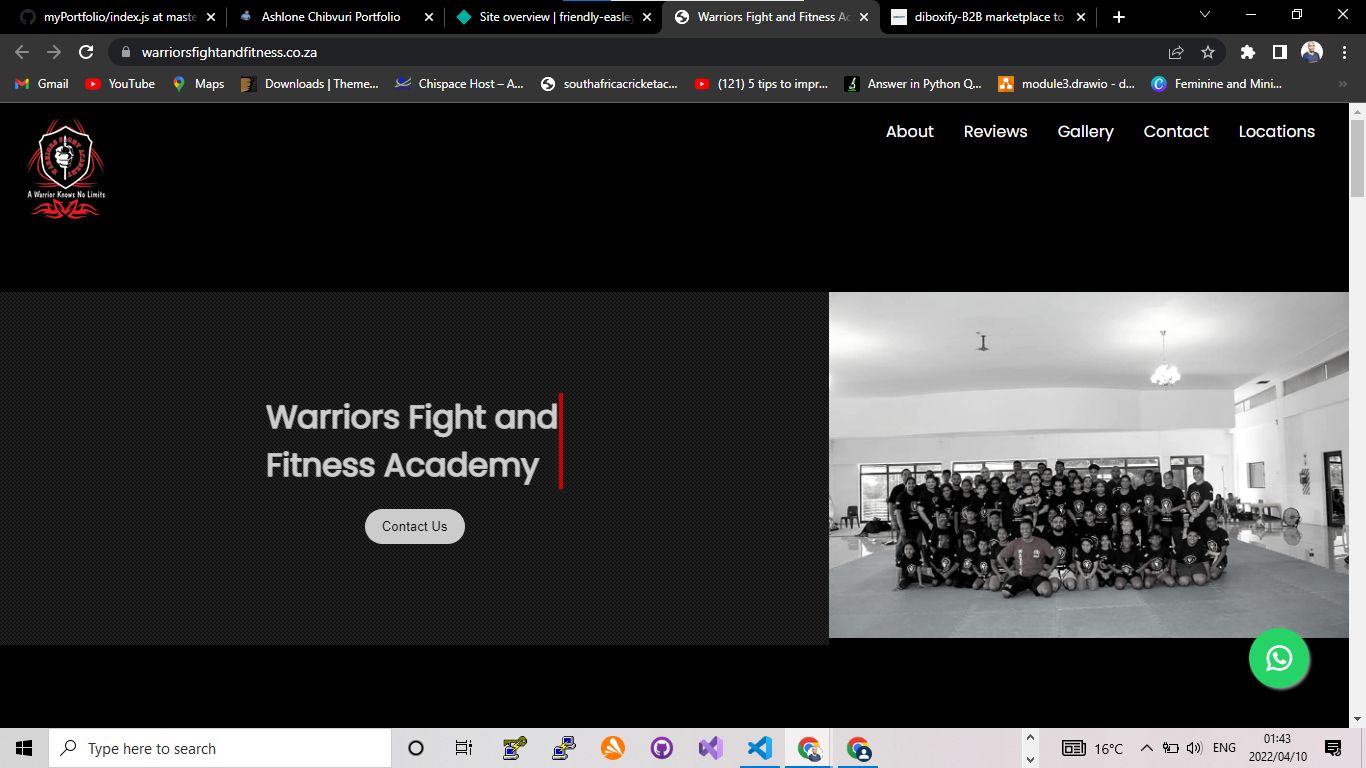 myPortfolio/index.js at maste
Ashlone Chibvuri Portfolio
Site overview | friendly-easley
Warriors Fight and Fitness Ac
diboxify-B2B marketplace to
warriorsfightandfitness.co.za
Gmail
YouTube
Maps
Downloads | Theme...
Chispace Host – A...
southafricacricketac...
(121) 5 tips to impr...
Answer in Python Q...
module3.drawio - d...
Feminine and Mini...
WARRIORS FIGHT ACADEMY
A Warrior Knows No Limits
About
Reviews
Gallery
Contact
Locations
Warriors Fight and
Fitness Academy
Contact Us
Type here to search
16°C
ENG
01:43
2022/04/10